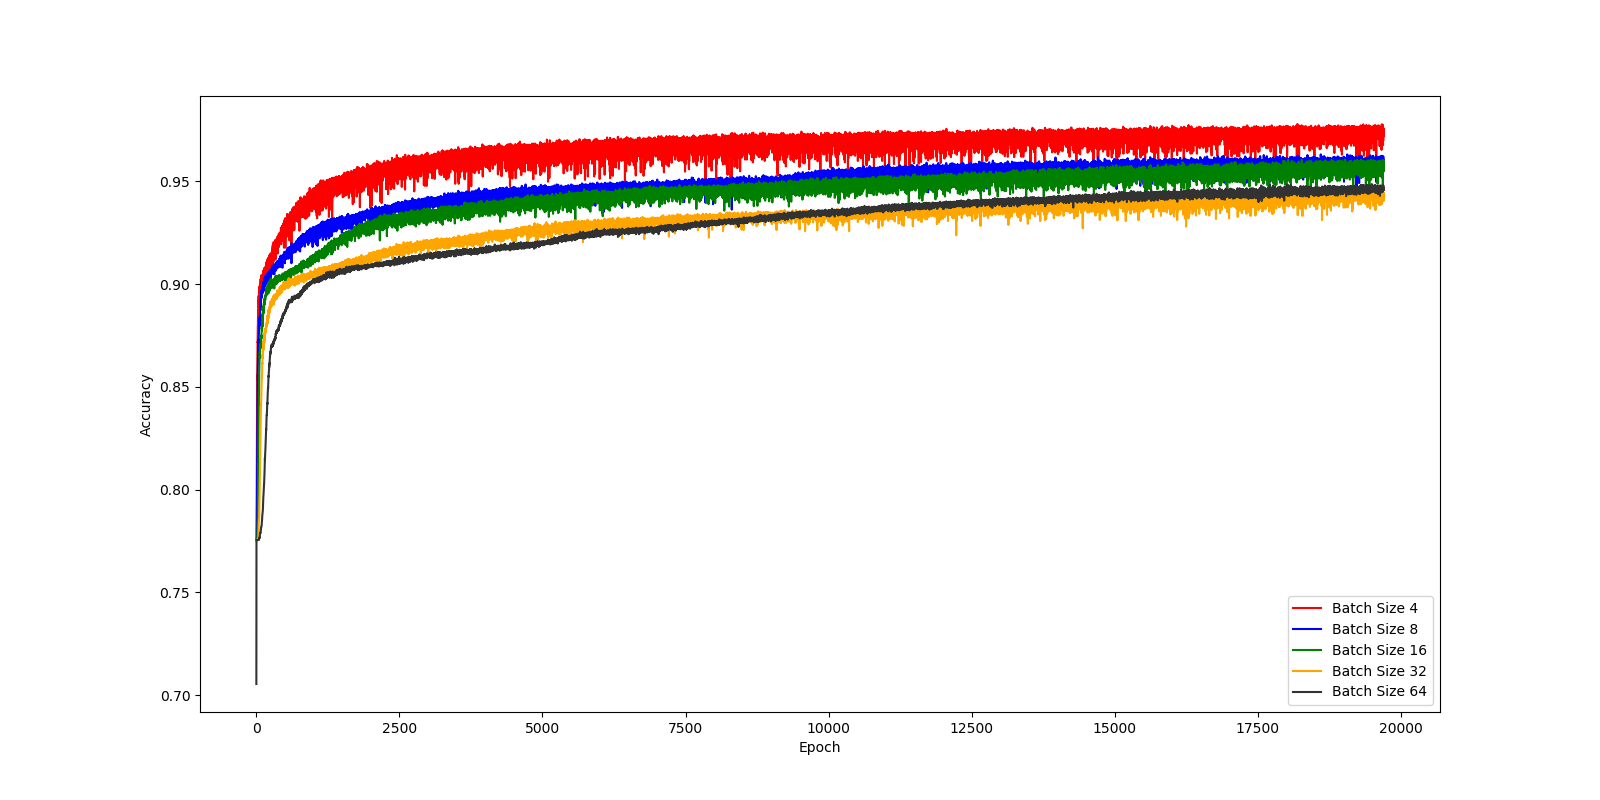 0.95
0.90
0.85
0.80
0.75
0.70
Accuracy
0 2500 5000 7500 10000 12500 15000 17500 20000
Epoch
Batch Size 4
Batch Size 8
Batch Size 16
Batch Size 32
Batch Size 64